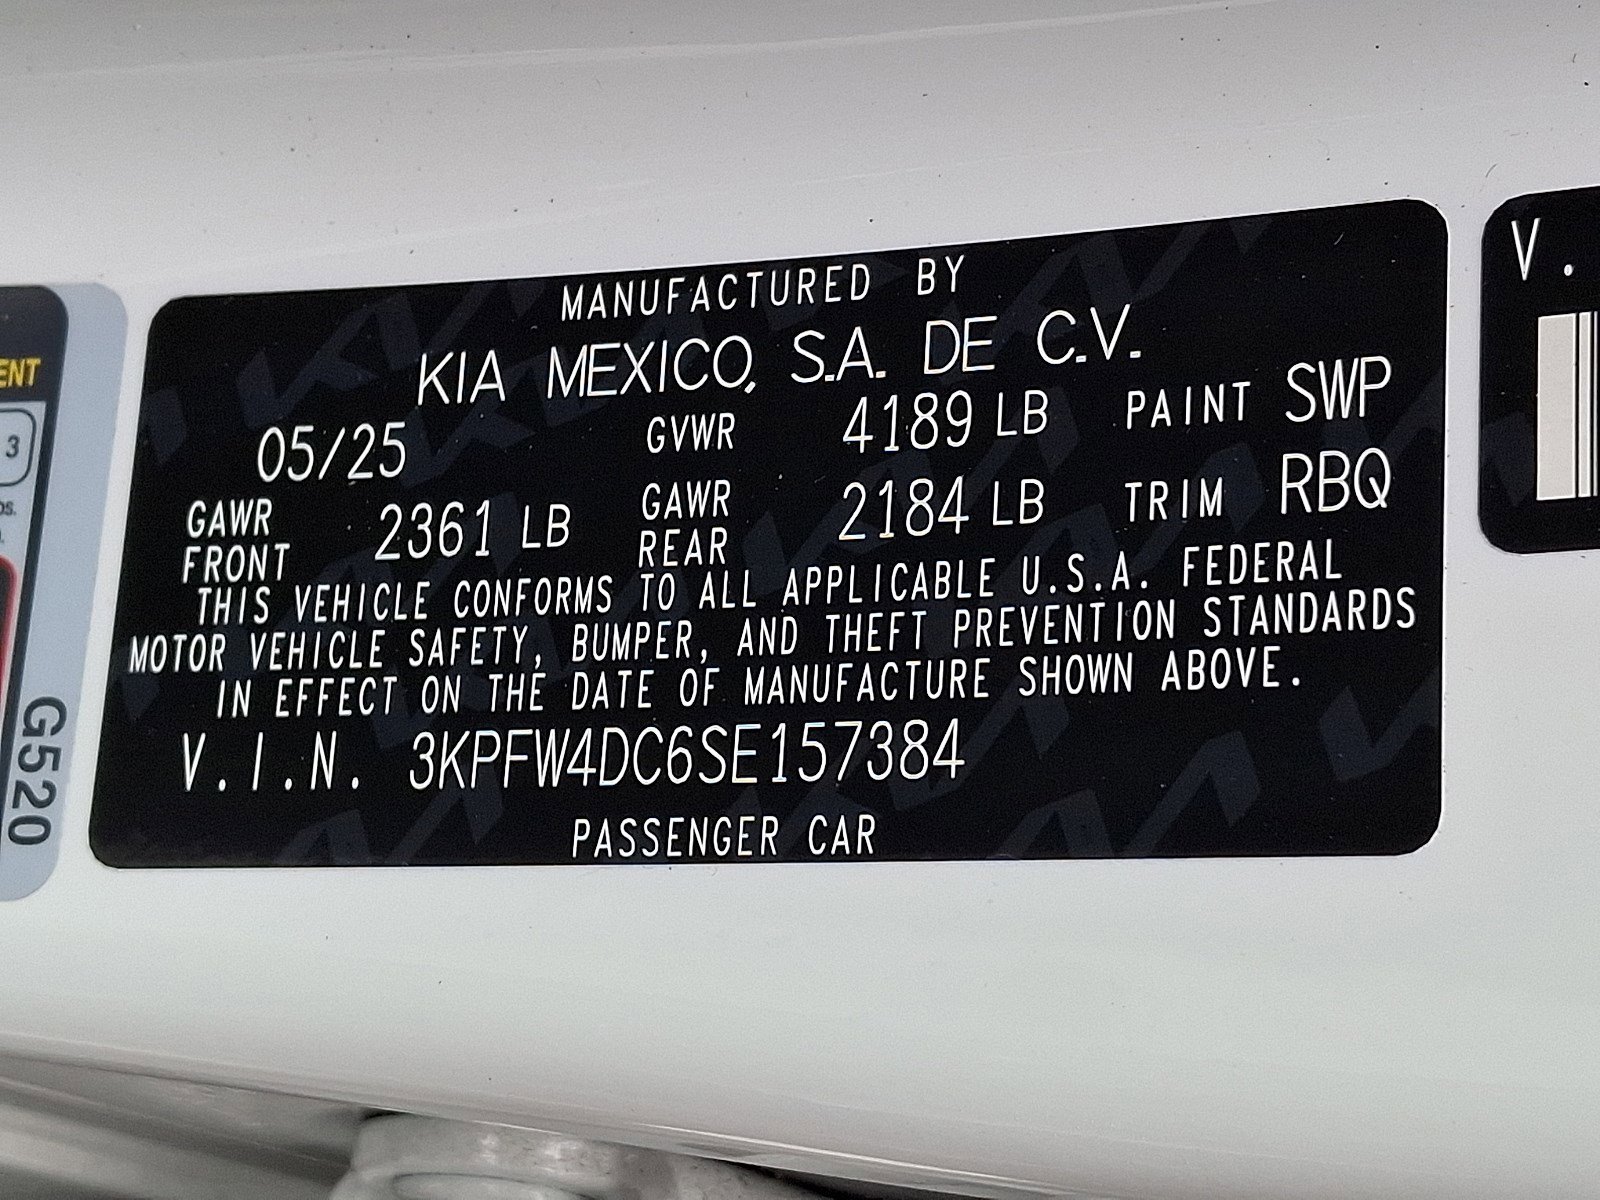 MANUFACTURED BY
KIA MEXICO, S.A. DE C.V.
05/25 GVWR 4189 LB PAINT SWP
GAWR FRONT 2361 LB GAWR REAR 2184 LB TRIM RBQ
THIS VEHICLE CONFORMS TO ALL APPLICABLE U.S.A. FEDERAL
MOTOR VEHICLE SAFETY, BUMPER, AND THEFT PREVENTION STANDARDS
IN EFFECT ON THE DATE OF MANUFACTURE SHOWN ABOVE.
V.I.N. 3KPFW4DC6SE157384
PASSENGER CAR
3
G520
V.